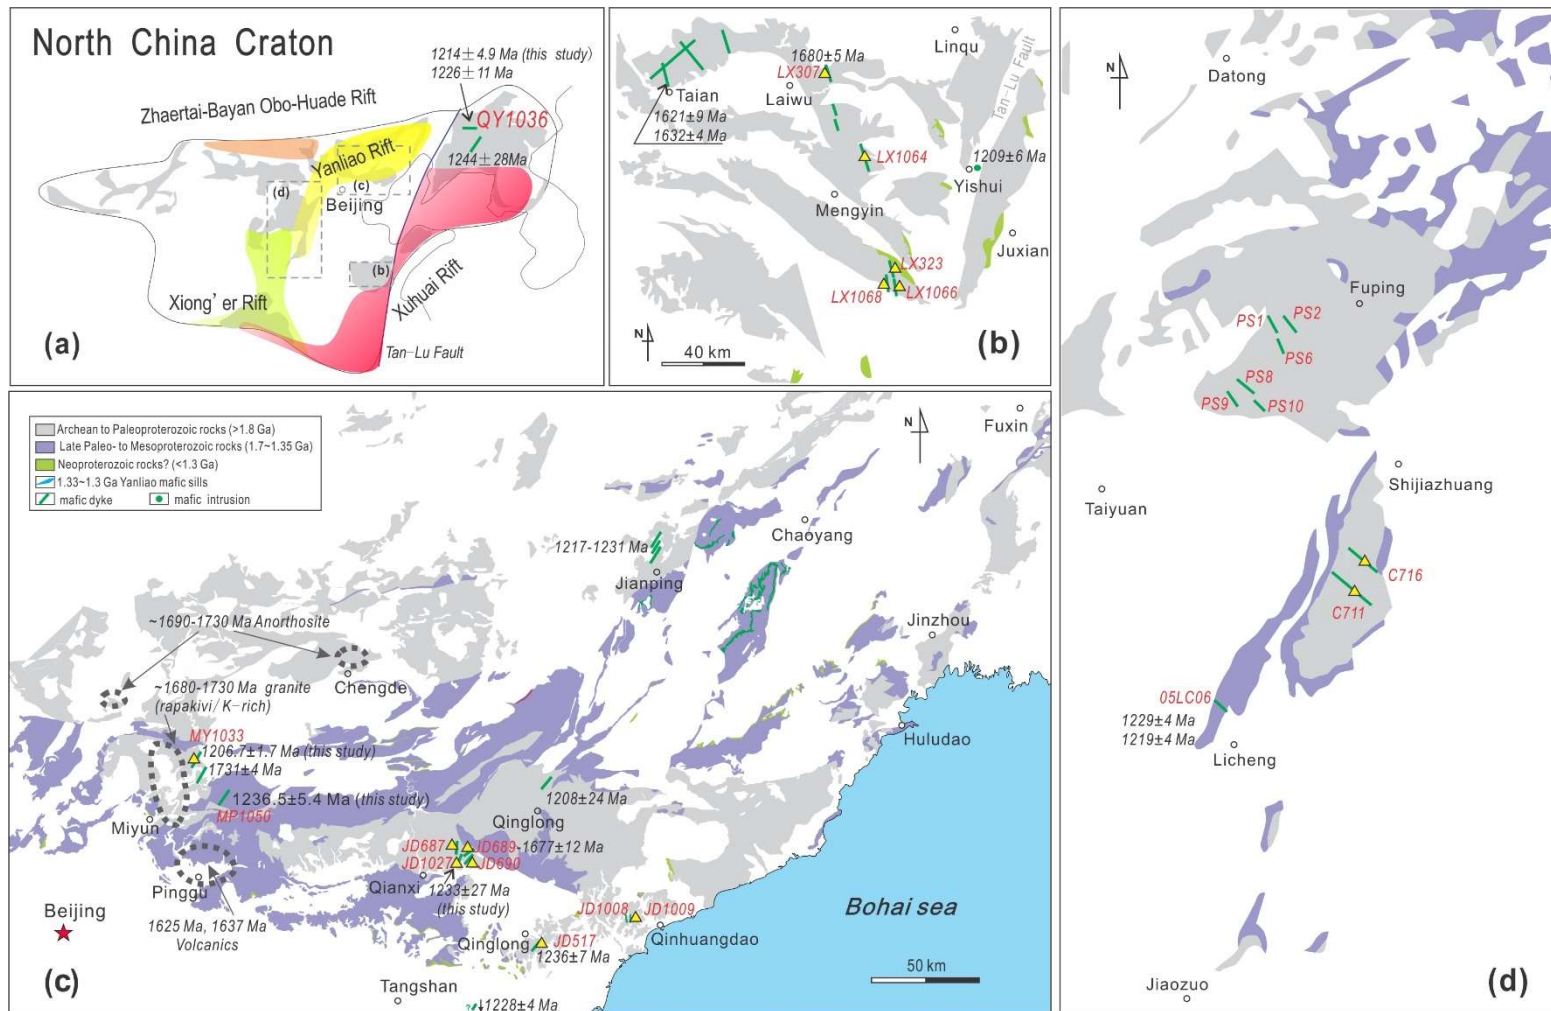 North China Craton
1214±4.9 Ma (this study)
1226±11 Ma
Zhaertai-Bayan Obo-Huade Rift
QY1036
Yanliao Rift
1244±28Ma
(c)
(d)
Beijing
(b)
Xiong'er Rift
Xuhuai Rift
(a)
Tan-Lu Fault
Linqu
1680±5 Ma
LX307
Tan-Lu Fault
Taian
Laiwu
1621±9 Ma
1632±4 Ma
LX1064
1209±6 Ma
Yishui
Mengyin
Juxian
LX323
LX1068
LX1066
N
40 km
(b)
Archean to Paleoproterozoic rocks (>1.8 Ga)
Late Paleo- to Mesoproterozoic rocks (1.7~1.35 Ga)
Neoproterozoic rocks? (<1.3 Ga)
1.33~1.3 Ga Yanliao mafic sills
mafic dyke
mafic intrusion
N
Fuxin
Chaoyang
1217-1231 Ma
Jianping
Jinzhou
~1690-1730 Ma Anorthosite
Chengde
~1680-1730 Ma granite
(rapakivi/K-rich)
MY1033
1206.7±1.7 Ma (this study)
1731±4 Ma
Huludao
1236.5±5.4 Ma (this study)
MP1050
1208±24 Ma
Miyun
Qinglong
JD687
JD689-1677±12 Ma
JD1027
JD690
Pinggu
Qianxi
1233±27 Ma
(this study)
JD1008
JD1009
Beijing
1625 Ma, 1637 Ma
Volcanics
Bohai sea
Qinglong
JD517
1236±7 Ma
Qinhuangdao
(c)
Tangshan
50 km
?
1228±4 Ma
N
Datong
Fuping
PS1
PS2
PS6
PS8
PS9
PS10
Shijiazhuang
Taiyuan
C716
C711
05LC06
1229±4 Ma
1219±4 Ma
Licheng
Jiaozuo
(d)